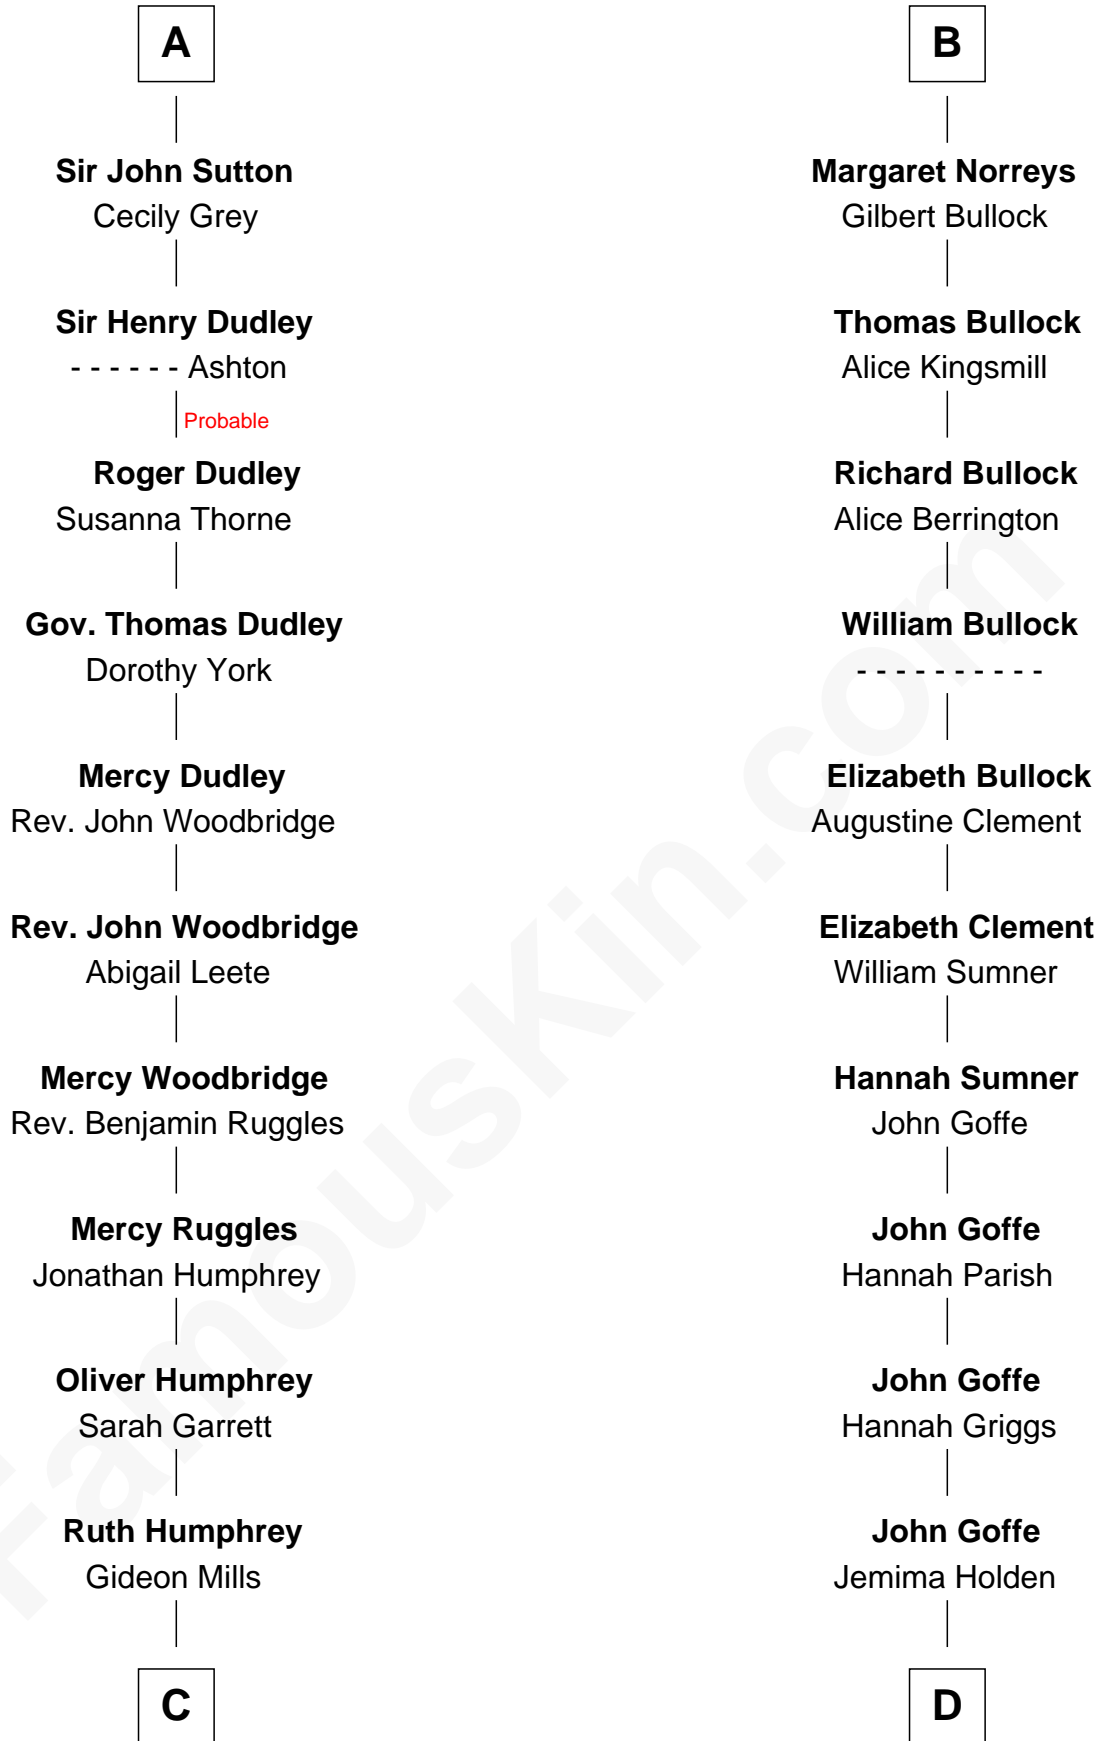 A
Sir John Sutton
Cecily Grey
Sir Henry Dudley
- - - - - - Ashton
Probable
Roger Dudley
Susanna Thorne
Gov. Thomas Dudley
Dorothy York
Mercy Dudley
Rev. John Woodbridge
Rev. John Woodbridge
Abigail Leete
Mercy Woodbridge
Rev. Benjamin Ruggles
Mercy Ruggles
Jonathan Humphrey
Oliver Humphrey
Sarah Garrett
Ruth Humphrey
Gideon Mills
C
B
Margaret Norreys
Gilbert Bullock
Thomas Bullock
Alice Kingsmill
Richard Bullock
Alice Berrington
William Bullock
- - - - - - - - - -
Elizabeth Bullock
Augustine Clement
Elizabeth Clement
William Sumner
Hannah Sumner
John Goffe
John Goffe
Hannah Parish
John Goffe
Hannah Griggs
John Goffe
Jemima Holden
D
FamousKin.com